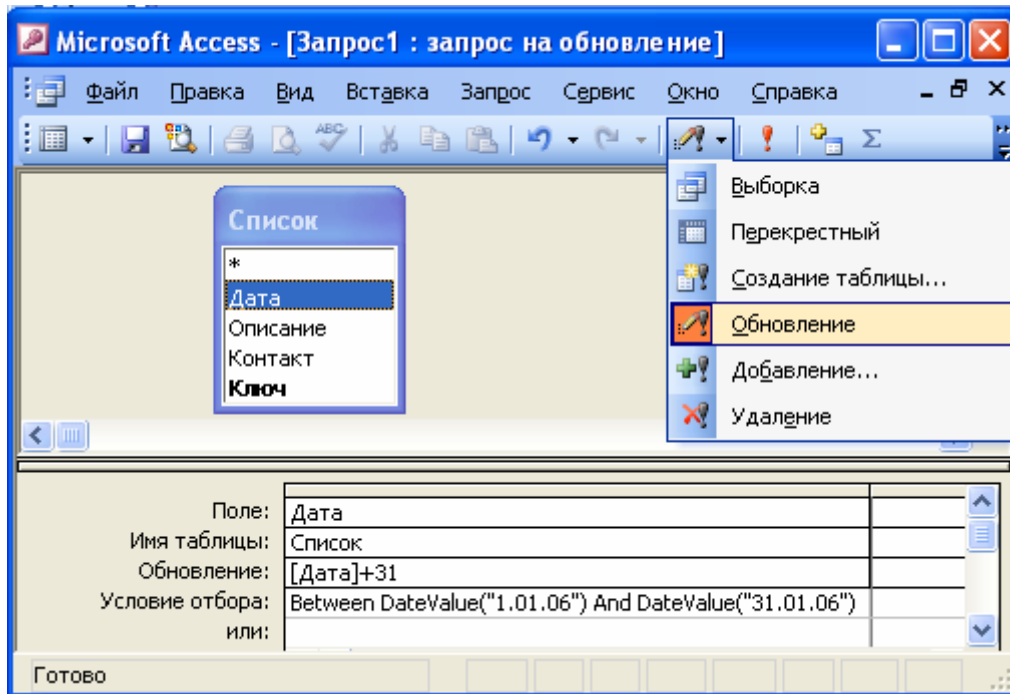 Microsoft Access - [Запрос1 : запрос на обновление]
Файл Правка Вид Вставка Запрос Сервис Окно Справка
ABC Σ
Список
*
Дата
Описание
Контакт
Ключ
Выборка
Перекрестный
Создание таблицы...
Обновление
Добавление...
Удаление
Поле: Дата
Имя таблицы: Список
Обновление: [Дата]+31
Условие отбора: Between DateValue("1.01.06") And DateValue("31.01.06")
или:
Готово